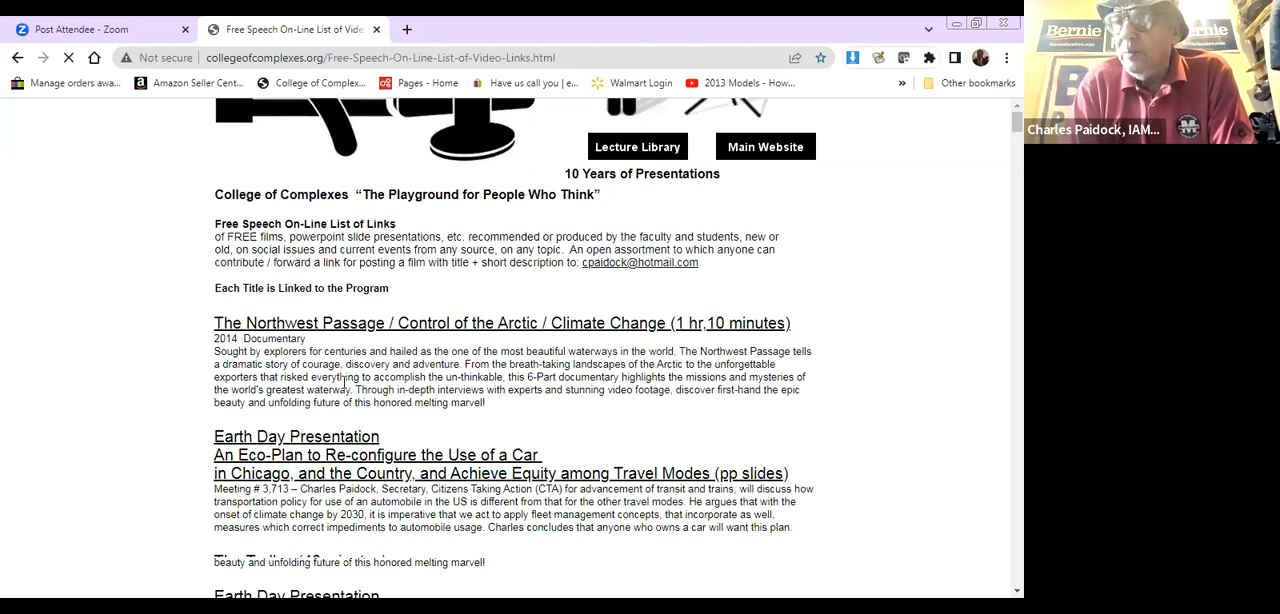 Post Attendee - Zoom
Free Speech On-Line List of Vide
Not secure
collegeofcomplexes.org/Free-Speech-On-Line-List-of-Video-Links.html
Manage orders awa...
Amazon Seller Cent...
College of Complex...
Pages - Home
Have us call you | e...
Walmart Login
2013 Models - How...
»
Other bookmarks
Bernie
Charles Paidock, IAM...
Lecture Library
Main Website
10 Years of Presentations
College of Complexes “The Playground for People Who Think”
Free Speech On-Line List of Links
of FREE films, powerpoint slide presentations, etc. recommended or produced by the faculty and students, new or
old, on social issues and current events from any source, on any topic. An open assortment to which anyone can
contribute / forward a link for posting a film with title + short description to: cpaidock@hotmail.com
Each Title is Linked to the Program
The Northwest Passage / Control of the Arctic / Climate Change (1 hr,10 minutes)
2014 · Documentary
Sought by explorers for centuries and hailed as the one of the most beautiful waterways in the world, The Northwest Passage tells
a dramatic story of courage, discovery and adventure. From the breath-taking landscapes of the Arctic to the unforgettable
exporters that risked everything to accomplish the un-thinkable, this 6-Part documentary highlights the missions and mysteries of
the world's greatest waterway. Through in-depth interviews with experts and stunning video footage, discover first-hand the epic
beauty and unfolding future of this honored melting marvel!
Earth Day Presentation
An Eco-Plan to Re-configure the Use of a Car
in Chicago, and the Country, and Achieve Equity among Travel Modes (pp slides)
Meeting # 3,713 – Charles Paidock, Secretary, Citizens Taking Action (CTA) for advancement of transit and trains, will discuss how
transportation policy for use of an automobile in the US is different from that for the other travel modes. He argues that with the
onset of climate change by 2030, it is imperative that we act to apply fleet management concepts, that incorporate as well,
measures which correct impediments to automobile usage. Charles concludes that anyone who owns a car will want this plan.
beauty and unfolding future of this honored melting marvel!
Earth Day Presentation